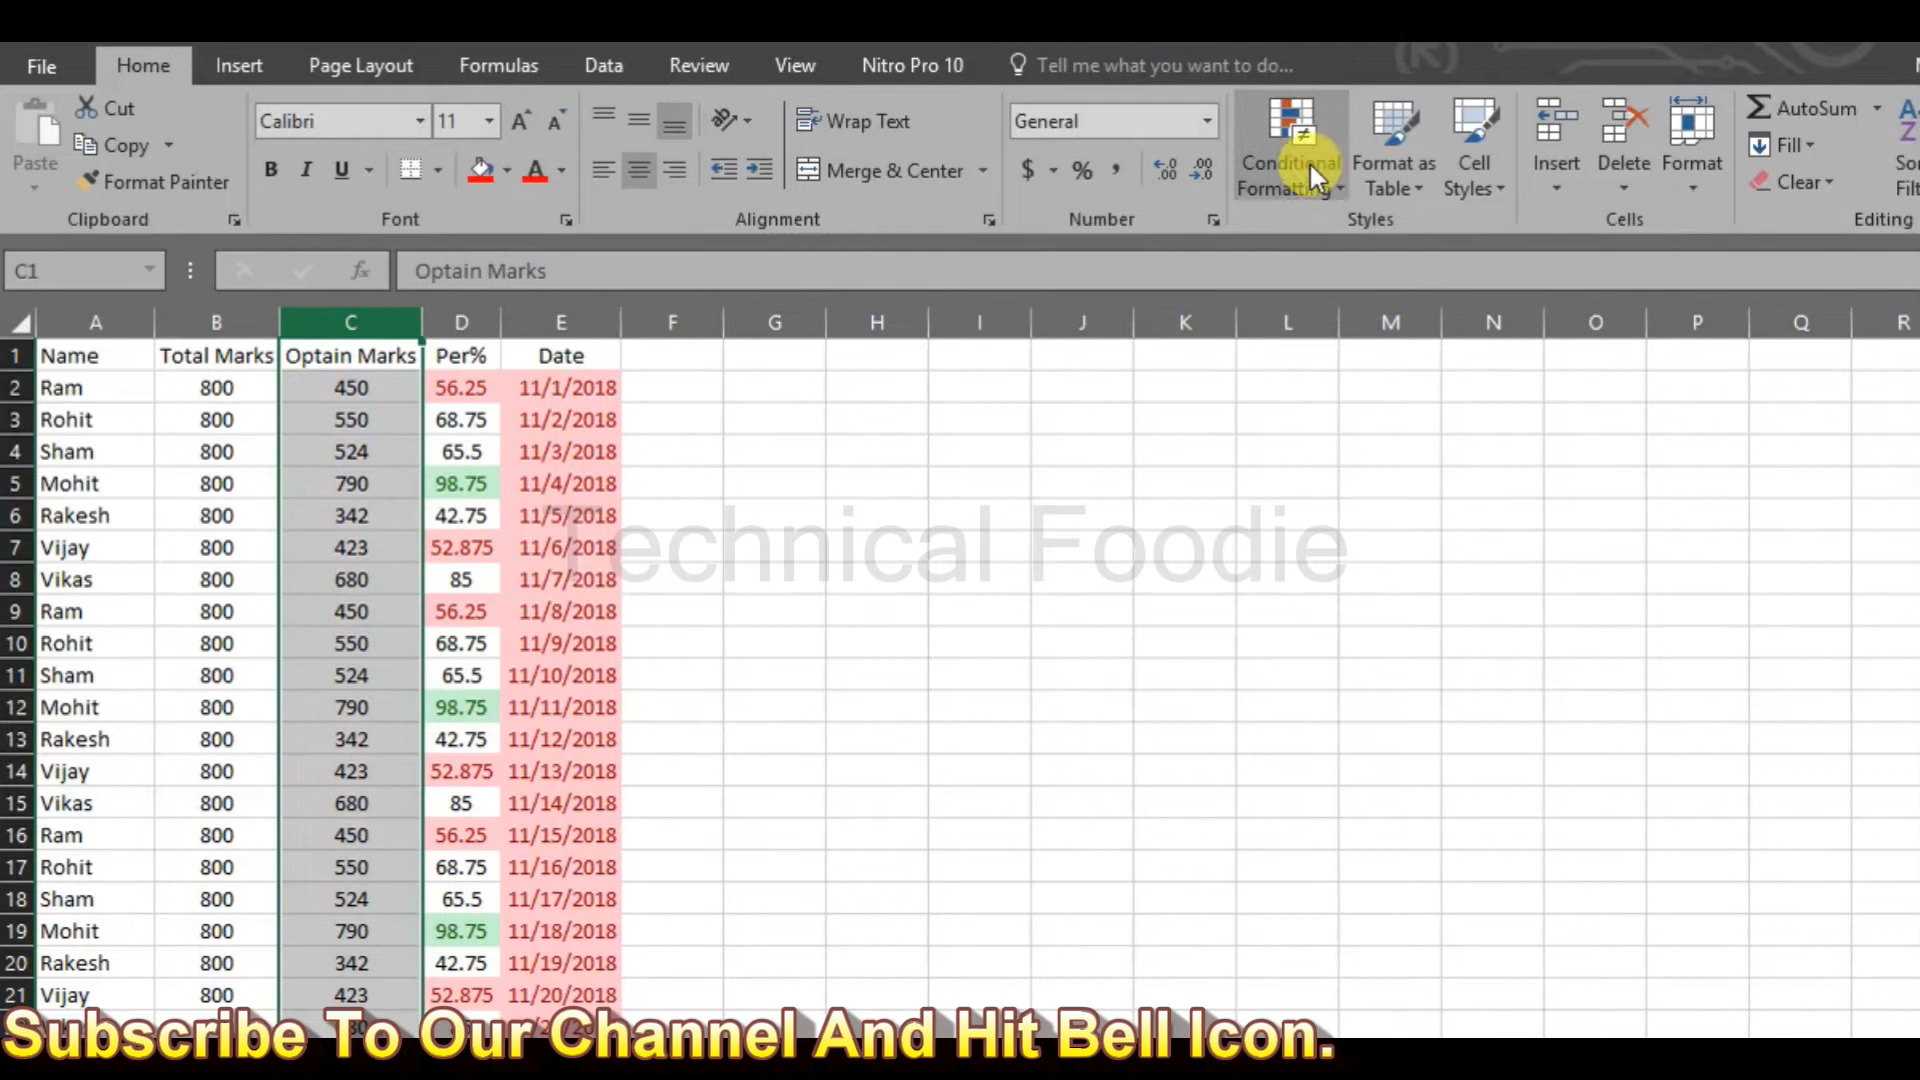 File Home Insert Page Layout Formulas Data Review View Nitro Pro 10 Tell me what you want to do...
Cut
Copy
Format Painter
Paste
Clipboard
Calibri 11
B I U
Font
Wrap Text
Merge & Center
Alignment
General
$ % ,
Number
Conditional Formatting
Format as Table
Cell Styles
Styles
Insert Delete Format
Cells
AutoSum
Fill
Clear
Editing
C1 fx Optain Marks
A B C D E F G H I J K L M N O P Q R
1 Name Total Marks Optain Marks Per% Date
2 Ram 800 450 56.25 11/1/2018
3 Rohit 800 550 68.75 11/2/2018
4 Sham 800 524 65.5 11/3/2018
5 Mohit 800 790 98.75 11/4/2018
6 Rakesh 800 342 42.75 11/5/2018
7 Vijay 800 423 52.875 11/6/2018
8 Vikas 800 680 85 11/7/2018
9 Ram 800 450 56.25 11/8/2018
10 Rohit 800 550 68.75 11/9/2018
11 Sham 800 524 65.5 11/10/2018
12 Mohit 800 790 98.75 11/11/2018
13 Rakesh 800 342 42.75 11/12/2018
14 Vijay 800 423 52.875 11/13/2018
15 Vikas 800 680 85 11/14/2018
16 Ram 800 450 56.25 11/15/2018
17 Rohit 800 550 68.75 11/16/2018
18 Sham 800 524 65.5 11/17/2018
19 Mohit 800 790 98.75 11/18/2018
20 Rakesh 800 342 42.75 11/19/2018
21 Vijay 800 423 52.875 11/20/2018
Technical Foodie
Subscribe To Our Channel And Hit Bell Icon.